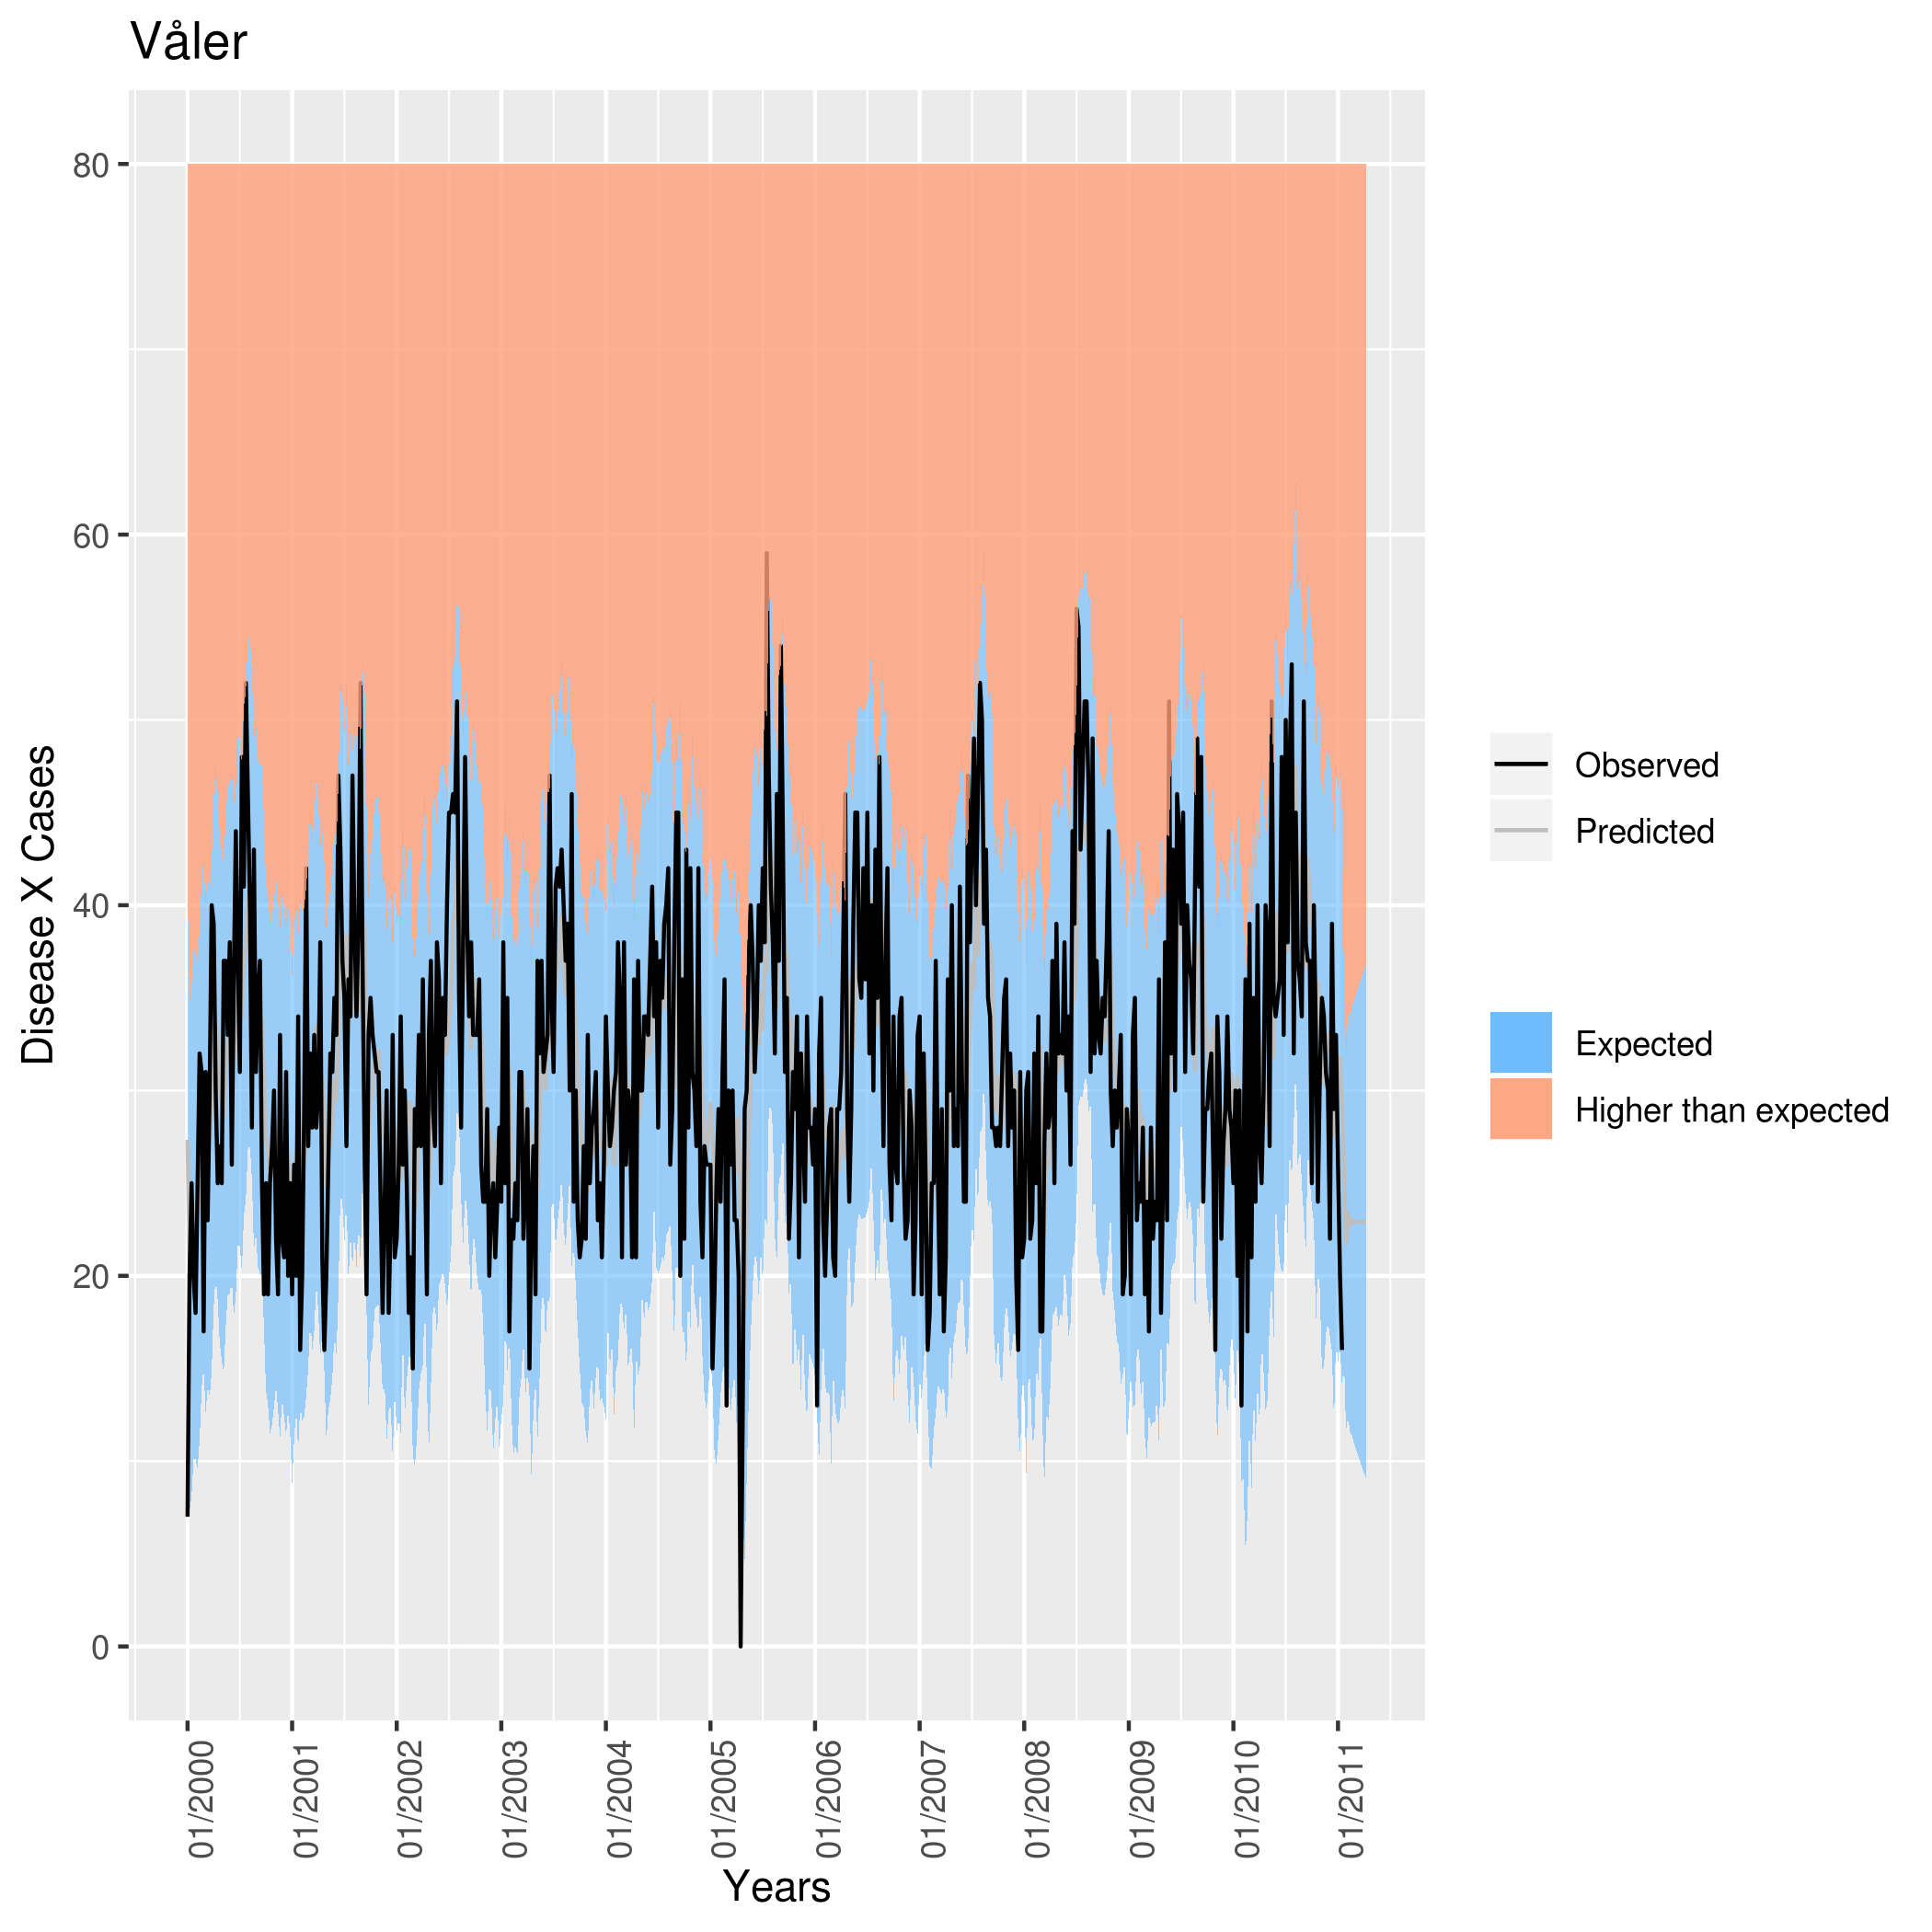 Våler
80
60
40
20
0
Disease X Cases
01/2000
01/2001
01/2002
01/2003
01/2004
01/2005
01/2006
01/2007
01/2008
01/2009
01/2010
01/2011
Years
Observed
Predicted
Expected
Higher than expected